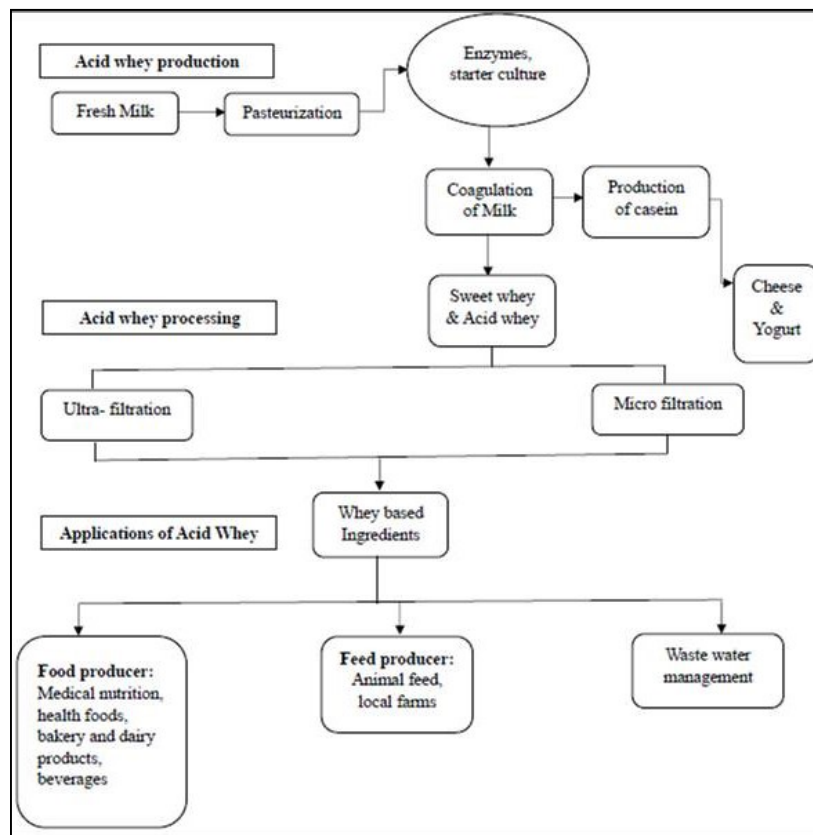 Acid whey production
Enzymes,
starter culture
Fresh Milk
Pasteurization
Coagulation
of Milk
Production
of casein
Cheese
&
Yogurt
Acid whey processing
Sweet whey
& Acid whey
Ultra- filtration
Micro filtration
Applications of Acid Whey
Whey based
Ingredients
Food producer:
Medical nutrition,
health foods,
bakery and dairy
products,
beverages
Feed producer:
Animal feed,
local farms
Waste water
management